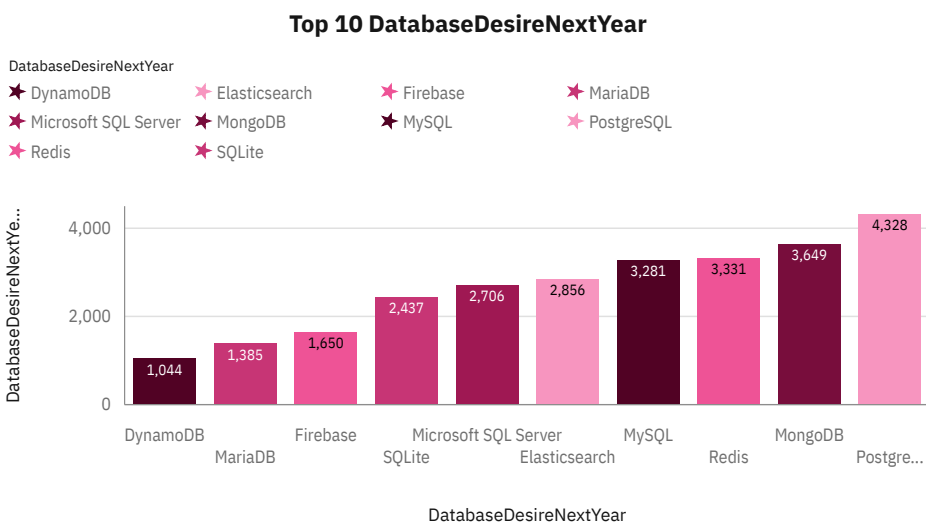 Top 10 DatabaseDesireNextYear
DatabaseDesireNextYear
DynamoDB Elasticsearch Firebase MariaDB
Microsoft SQL Server MongoDB MySQL PostgreSQL
Redis SQLite
DatabaseDesireNextYe...
4,000
2,000
0
1,044
1,385
1,650
2,437
2,706
2,856
3,281
3,331
3,649
4,328
DynamoDB Firebase Microsoft SQL Server MySQL MongoDB
MariaDB SQLite Elasticsearch Redis Postgre...
DatabaseDesireNextYear